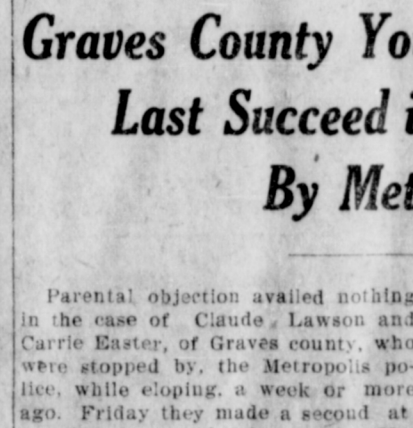 Graves County Yo
Last Succeed i
By Met
Parental objection availed nothing
in the case of Claude Lawson and
Carrie Easter, of Graves county, who
were stopped by, the Metropolis po-
lice, while eloping, a week or more
ago. Friday they made a second at